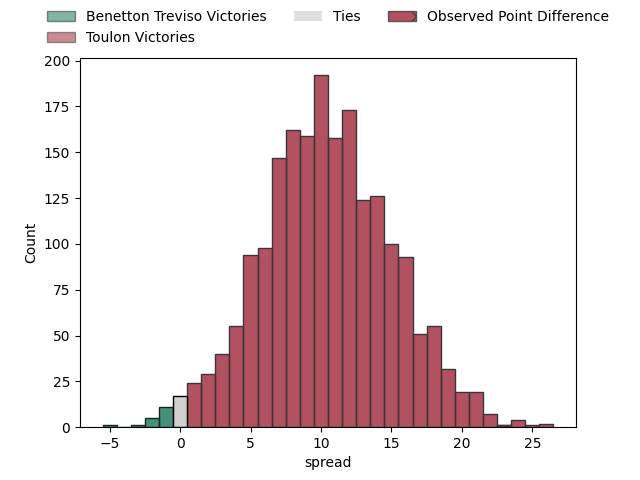 Benetton Treviso Victories
Ties
Observed Point Difference
Toulon Victories
200
175
150
125
100
75
50
25
0
Count
−5
0
5
10
15
20
25
spread